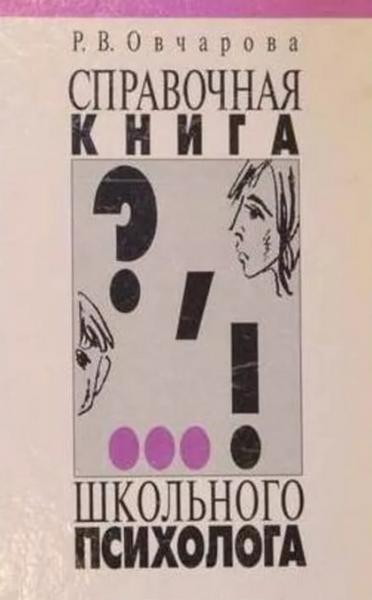 Р. В. Овчарова
СПРАВОЧНАЯ
КНИГА
?
,
!
...
ШКОЛЬНОГО
ПСИХОЛОГА